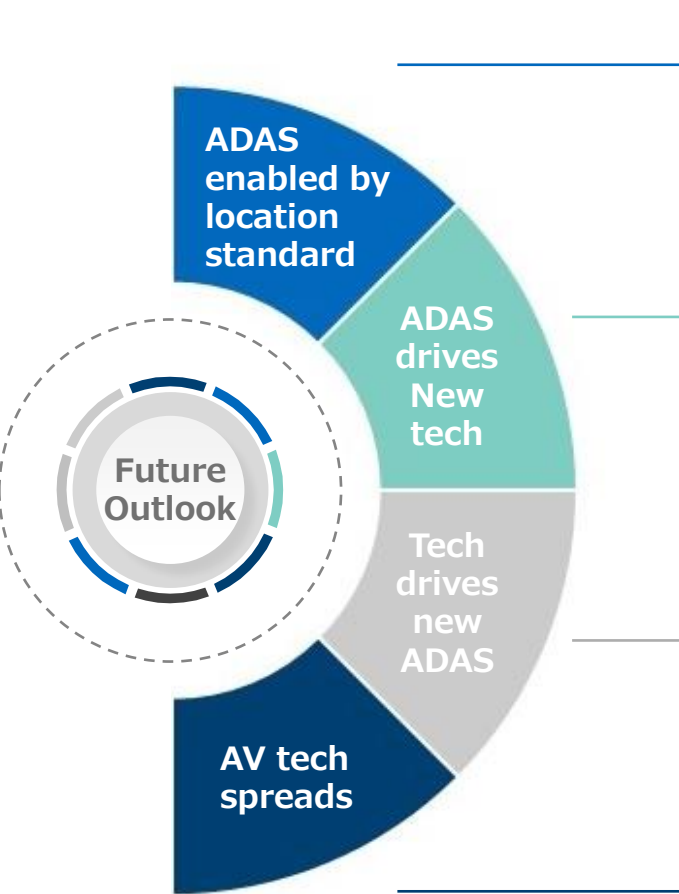 ADAS
enabled by
location
standard
ADAS
drives
New
tech
Future
Outlook
Tech
drives
new
ADAS
AV tech
spreads